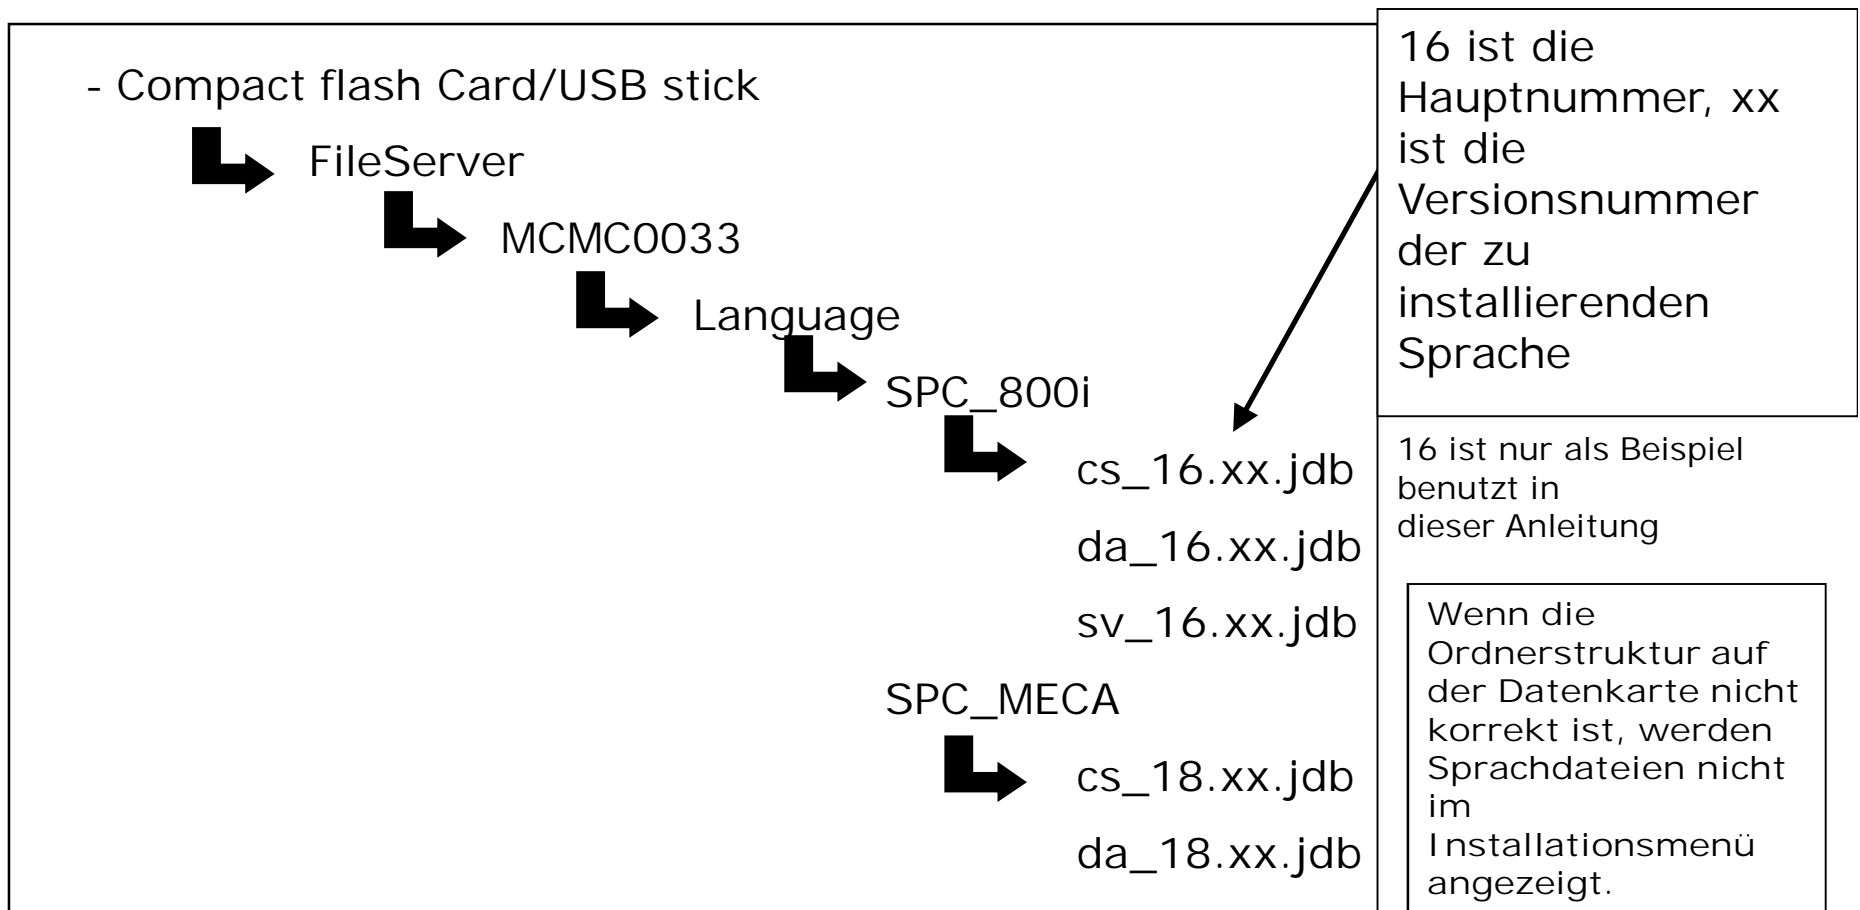 - Compact flash Card/USB stick
FileServer
MCMC0033
Language
SPC_800i
cs_16.xx.jdb
da_16.xx.jdb
sv_16.xx.jdb
SPC_MECA
cs_18.xx.jdb
da_18.xx.jdb
16 ist die
Hauptnummer, xx
ist die
Versionsnummer
der zu
installierenden
Sprache
16 ist nur als Beispiel
benutzt in
dieser Anleitung
Wenn die
Ordnerstruktur auf
der Datenkarte nicht
korrekt ist, werden
Sprachdateien nicht
im
Installationsmenü
angezeigt.